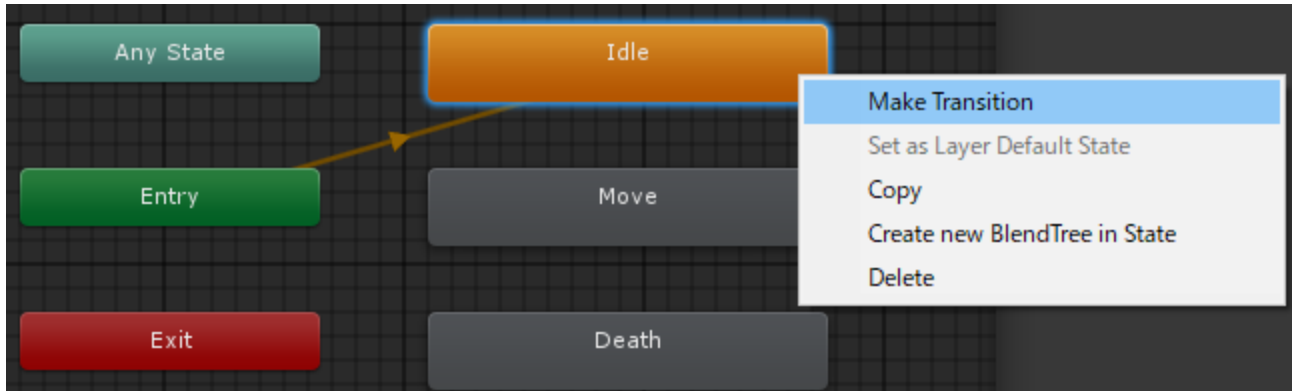 Any State
Idle
Make Transition
Set as Layer Default State
Entry
Move
Copy
Create new BlendTree in State
Delete
Exit
Death